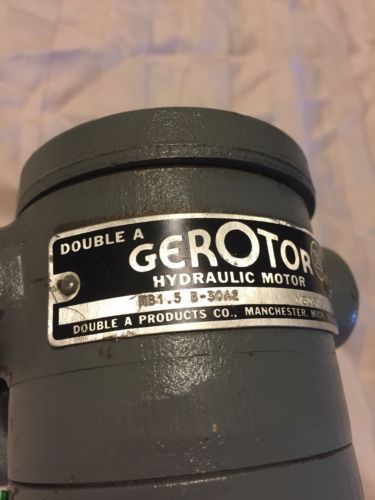 DOUBLE A
GEROTOR
HYDRAULIC MOTOR
MB1.5 B-30A2
DOUBLE A PRODUCTS CO., MANCHESTER, MICH.